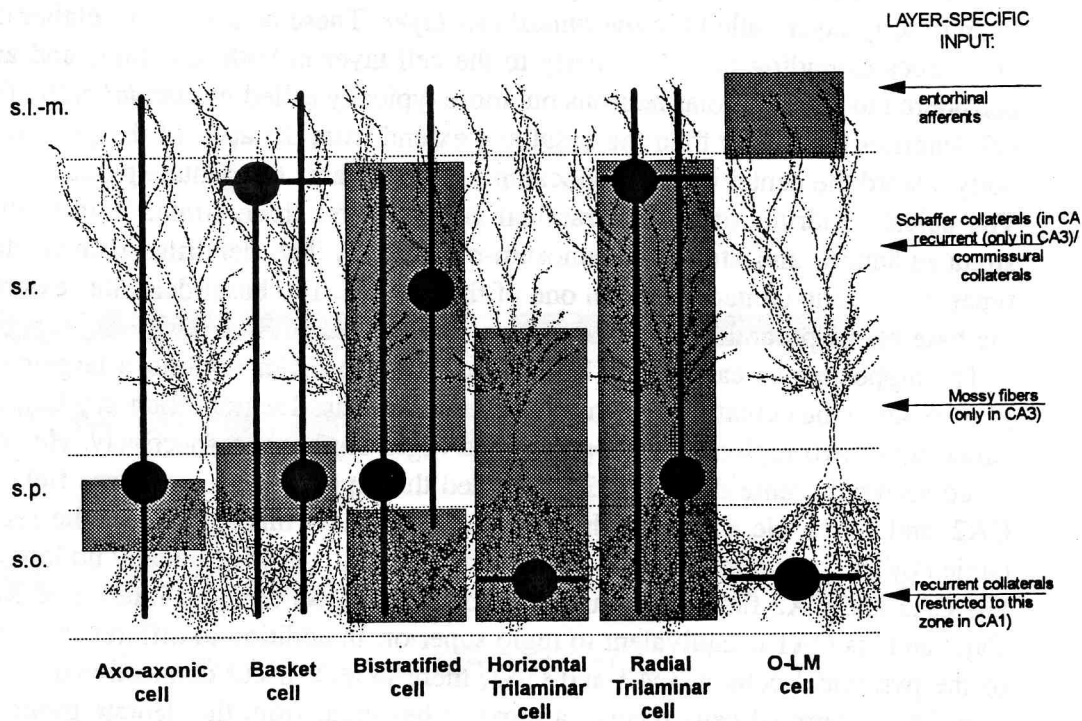 LAYER-SPECIFIC
INPUT:
s.l.-m.
entorhinal
afferents
Schaffer collaterals (in CA
recurrent (only in CA3)/
commissural
collaterals
s.r.
Mossy fibers
(only in CA3)
s.p.
s.o.
recurrent collaterals
(restricted to this
zone in CA1)
Axo-axonic
cell
Basket
cell
Bistratified
cell
Horizontal
Trilaminar
cell
Radial
Trilaminar
cell
O-LM
cell